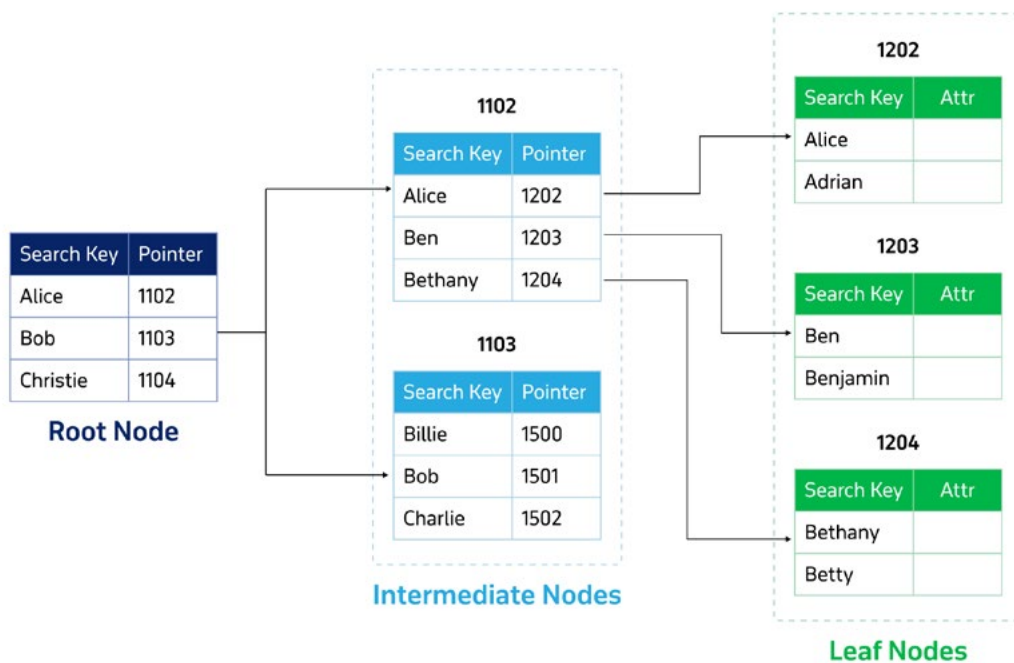 Search Key Pointer
Alice 1102
Bob 1103
Christie 1104
Root Node
1102
Search Key Pointer
Alice 1202
Ben 1203
Bethany 1204
1103
Search Key Pointer
Billie 1500
Bob 1501
Charlie 1502
Intermediate Nodes
1202
Search Key Attr
Alice
Adrian
1203
Search Key Attr
Ben
Benjamin
1204
Search Key Attr
Bethany
Betty
Leaf Nodes